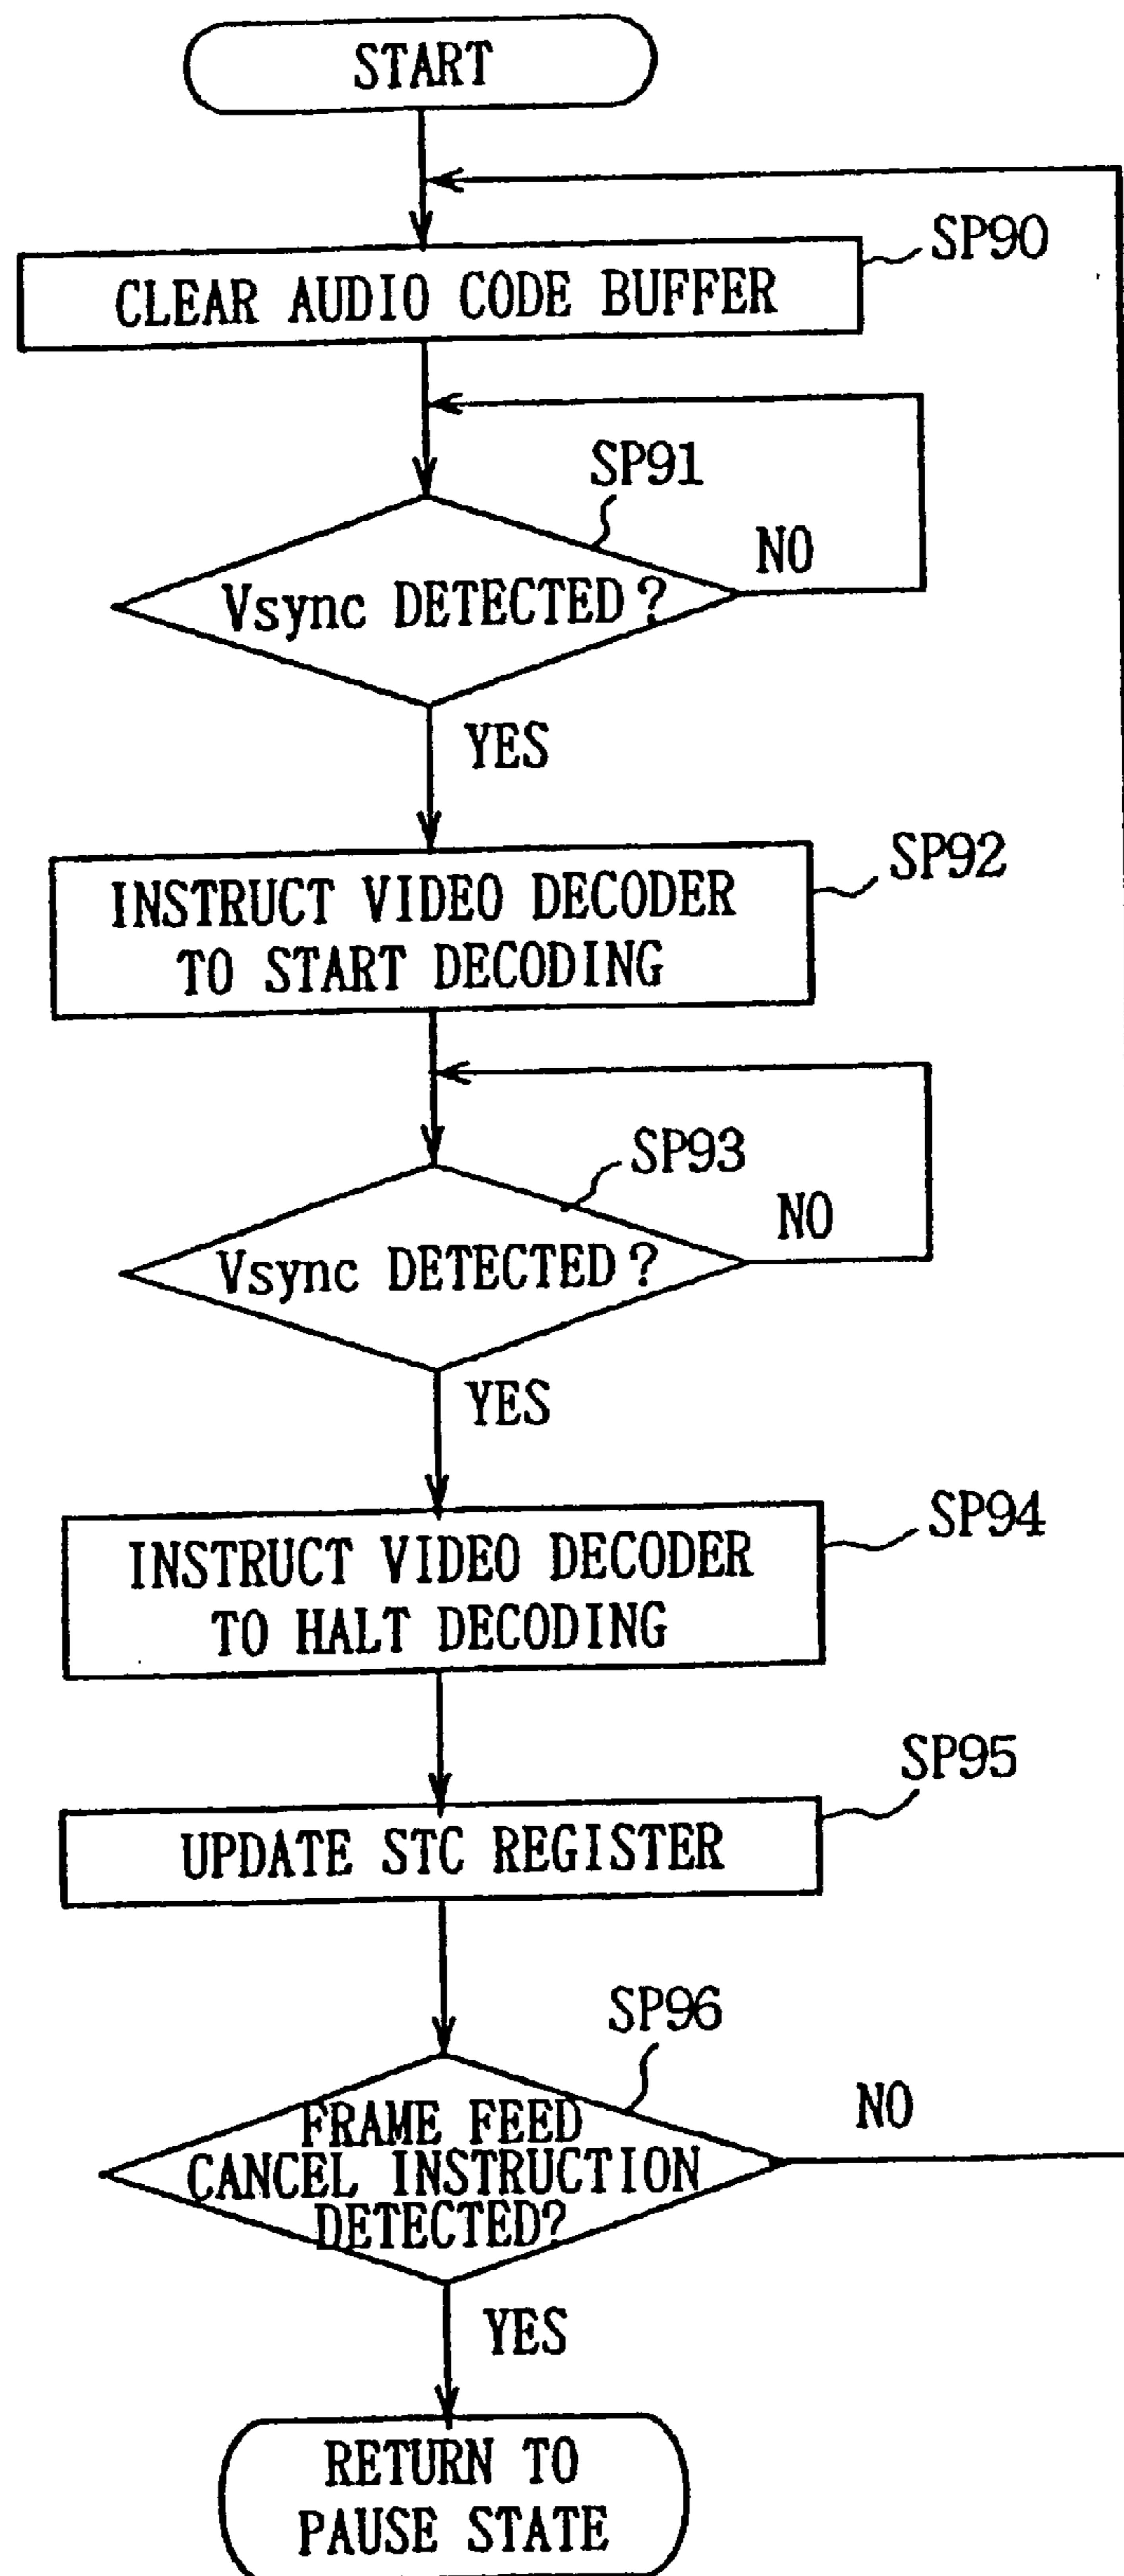 START
SP90
CLEAR AUDIO CODE BUFFER
SP91
NO
Vsync DETECTED?
YES
SP92
INSTRUCT VIDEO DECODER
TO START DECODING
SP93
NO
Vsync DETECTED?
YES
SP94
INSTRUCT VIDEO DECODER
TO HALT DECODING
SP95
UPDATE STC REGISTER
SP96
NO
FRAME FEED
CANCEL INSTRUCTION
DETECTED?
YES
RETURN TO
PAUSE STATE